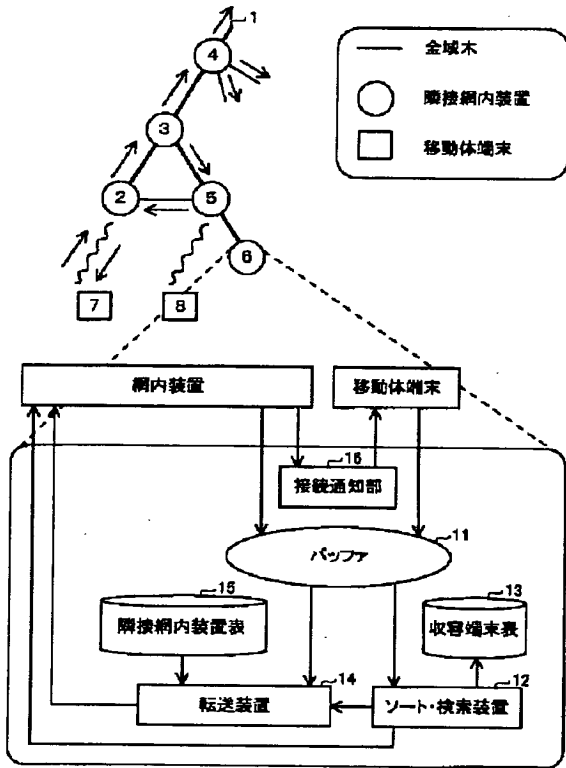 1
4
全域木
隣接網内装置
移動体端末
3
2
5
6
7
8
網内装置
移動体端末
16
接続通知部
11
バッファ
15
隣接網内装置表
13
収容端末表
14
転送装置
12
ソート・検索装置